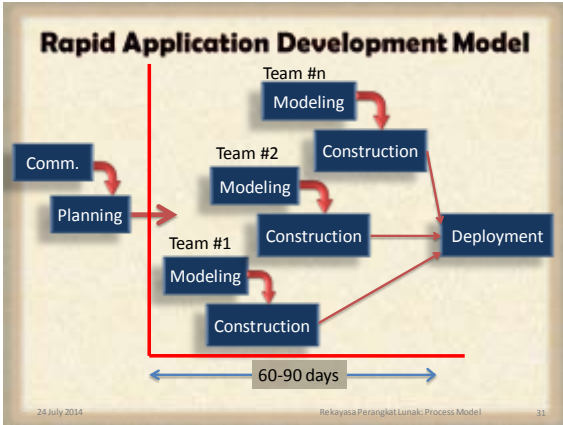 Rapid Application Development Model
Team #n
Modeling
Construction
Comm.
Planning
Team #2
Modeling
Construction
Deployment
Team #1
Modeling
Construction
60-90 days
24 July 2014
Rekayasa Perangkat Lunak: Process Model
31